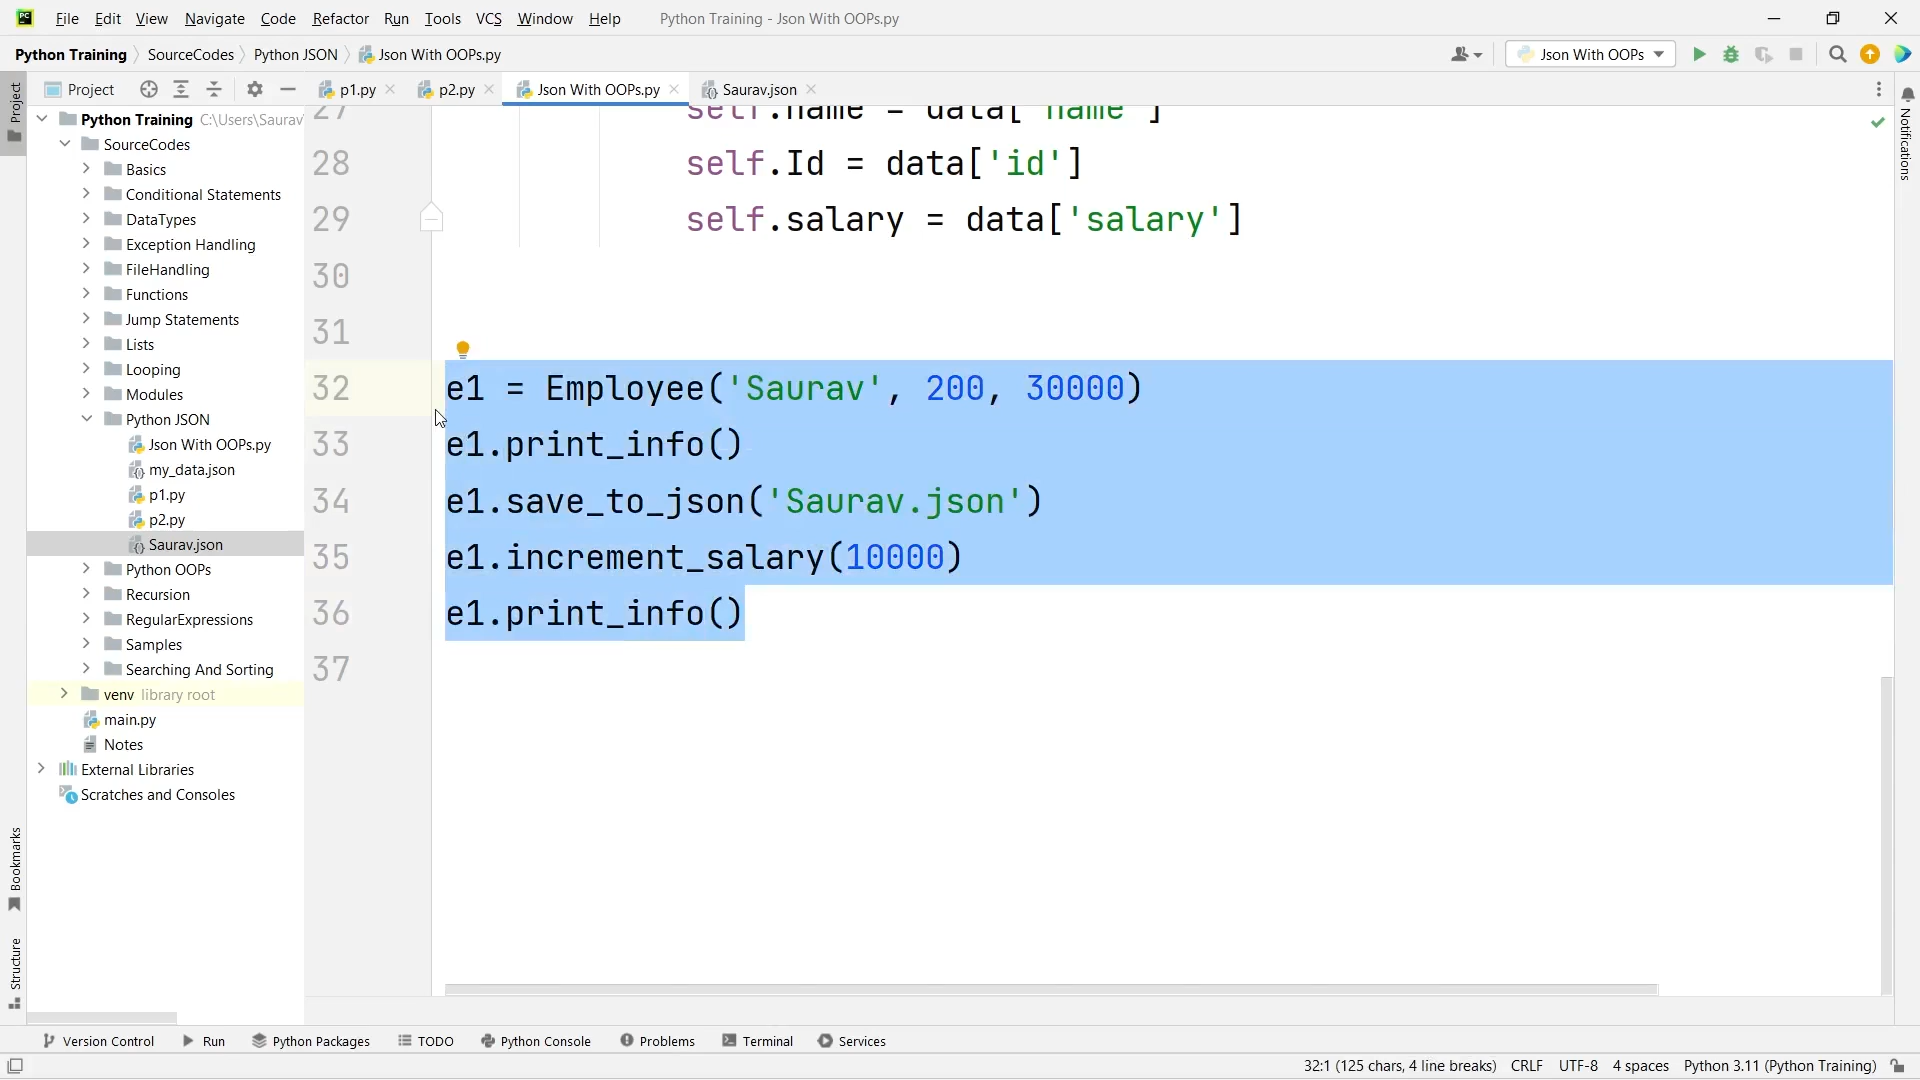 File Edit View Navigate Code Refactor Run Tools VCS Window Help Python Training - Json With OOPs.py
Python Training SourceCodes Python JSON Json With OOPs.py Json With OOPs
Project p1.py p2.py Json With OOPs.py Saurav.json
Project
Notifications
Bookmarks
Structure
Python Training C:\Users\Saurav
SourceCodes
Basics
Conditional Statements
DataTypes
Exception Handling
FileHandling
Functions
Jump Statements
Lists
Looping
Modules
Python JSON
Json With OOPs.py
my_data.json
p1.py
p2.py
Saurav.json
Python OOPs
Recursion
RegularExpressions
Samples
Searching And Sorting
venv library root
main.py
Notes
External Libraries
Scratches and Consoles
27 self.name = data['name']
28 self.Id = data['id']
29 self.salary = data['salary']
30
31
32 e1 = Employee('Saurav', 200, 30000)
33 e1.print_info()
34 e1.save_to_json('Saurav.json')
35 e1.increment_salary(10000)
36 e1.print_info()
37
Version Control Run Python Packages TODO Python Console Problems Terminal Services
32:1 (125 chars, 4 line breaks) CRLF UTF-8 4 spaces Python 3.11 (Python Training)